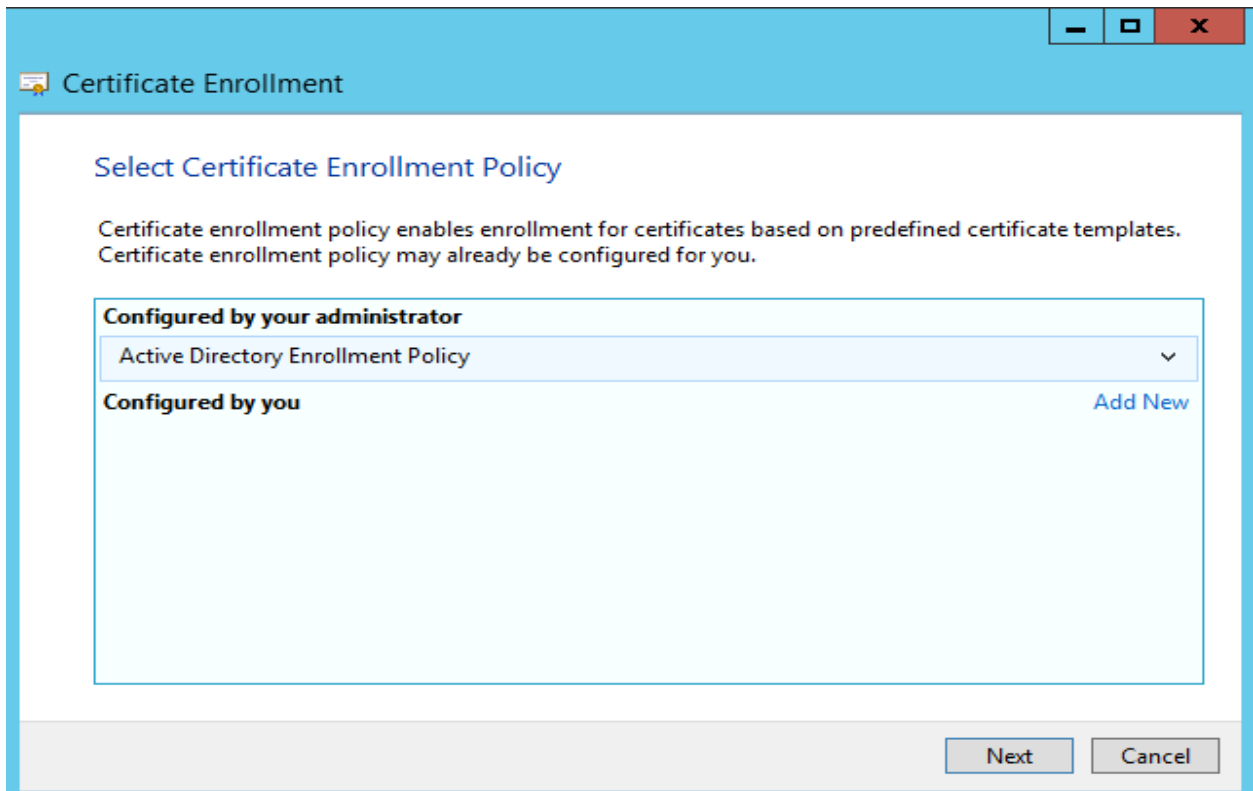 Certificate Enrollment
Select Certificate Enrollment Policy
Certificate enrollment policy enables enrollment for certificates based on predefined certificate templates.
Certificate enrollment policy may already be configured for you.
Configured by your administrator
Active Directory Enrollment Policy
Configured by you Add New
Next Cancel